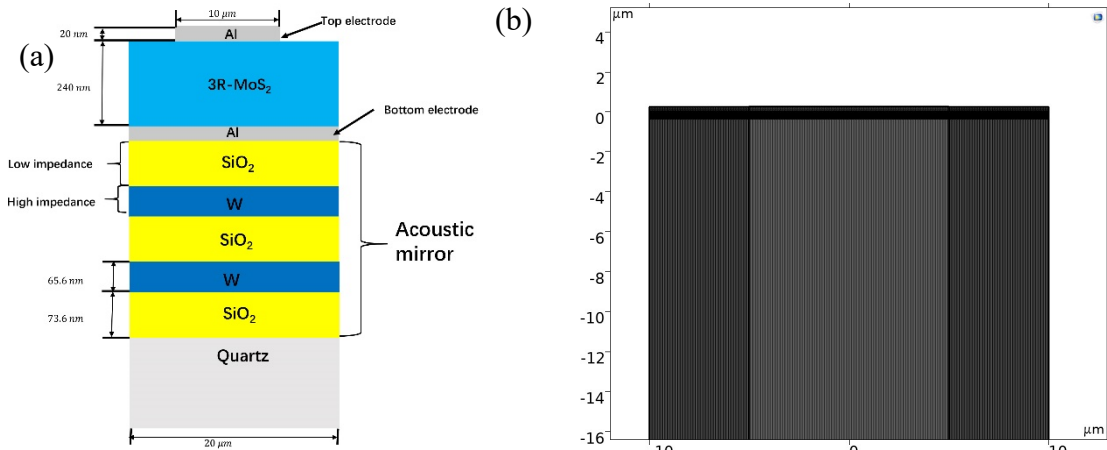 (a)
10 μm
20 nm
Al
Top electrode
240 nm
3R-MoS₂
Al
Bottom electrode
Low impedance
SiO₂
High impedance
W
SiO₂
Acoustic
mirror
65.6 nm
W
73.6 nm
SiO₂
Quartz
20 μm
(b)
μm
4
2
0
-2
-4
-6
-8
-10
-12
-14
-16
μm